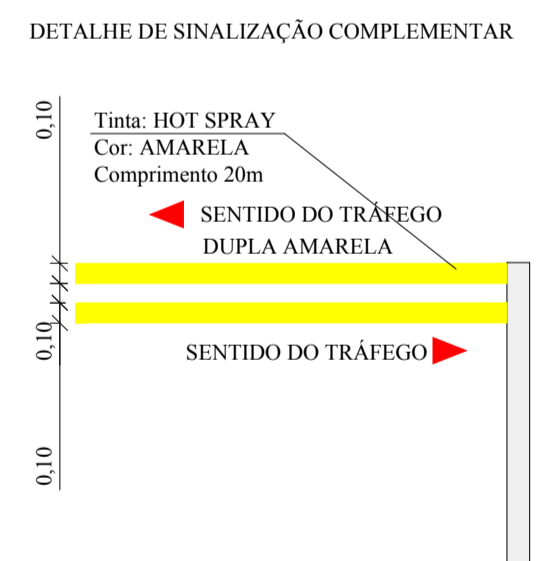 DETALHE DE SINALIZAÇÃO COMPLEMENTAR
0,10
Tinta: HOT SPRAY
Cor: AMARELA
Comprimento 20m
SENTIDO DO TRÁFEGO
DUPLA AMARELA
0,10
SENTIDO DO TRÁFEGO
0,10